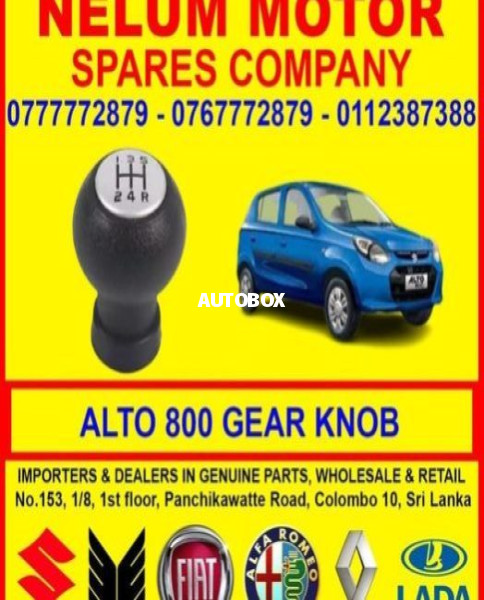 NELUM MOTOR
SPARES COMPANY
0777772879 - 0767772879 - 0112387388
1 3 5
2 4 R
AUTOBOX
ALTO
ALTO 800 GEAR KNOB
IMPORTERS & DEALERS IN GENUINE PARTS, WHOLESALE & RETAIL
No.153, 1/8, 1st floor, Panchikawatte Road, Colombo 10, Sri Lanka
FIAT
ALFA ROMEO
LADA